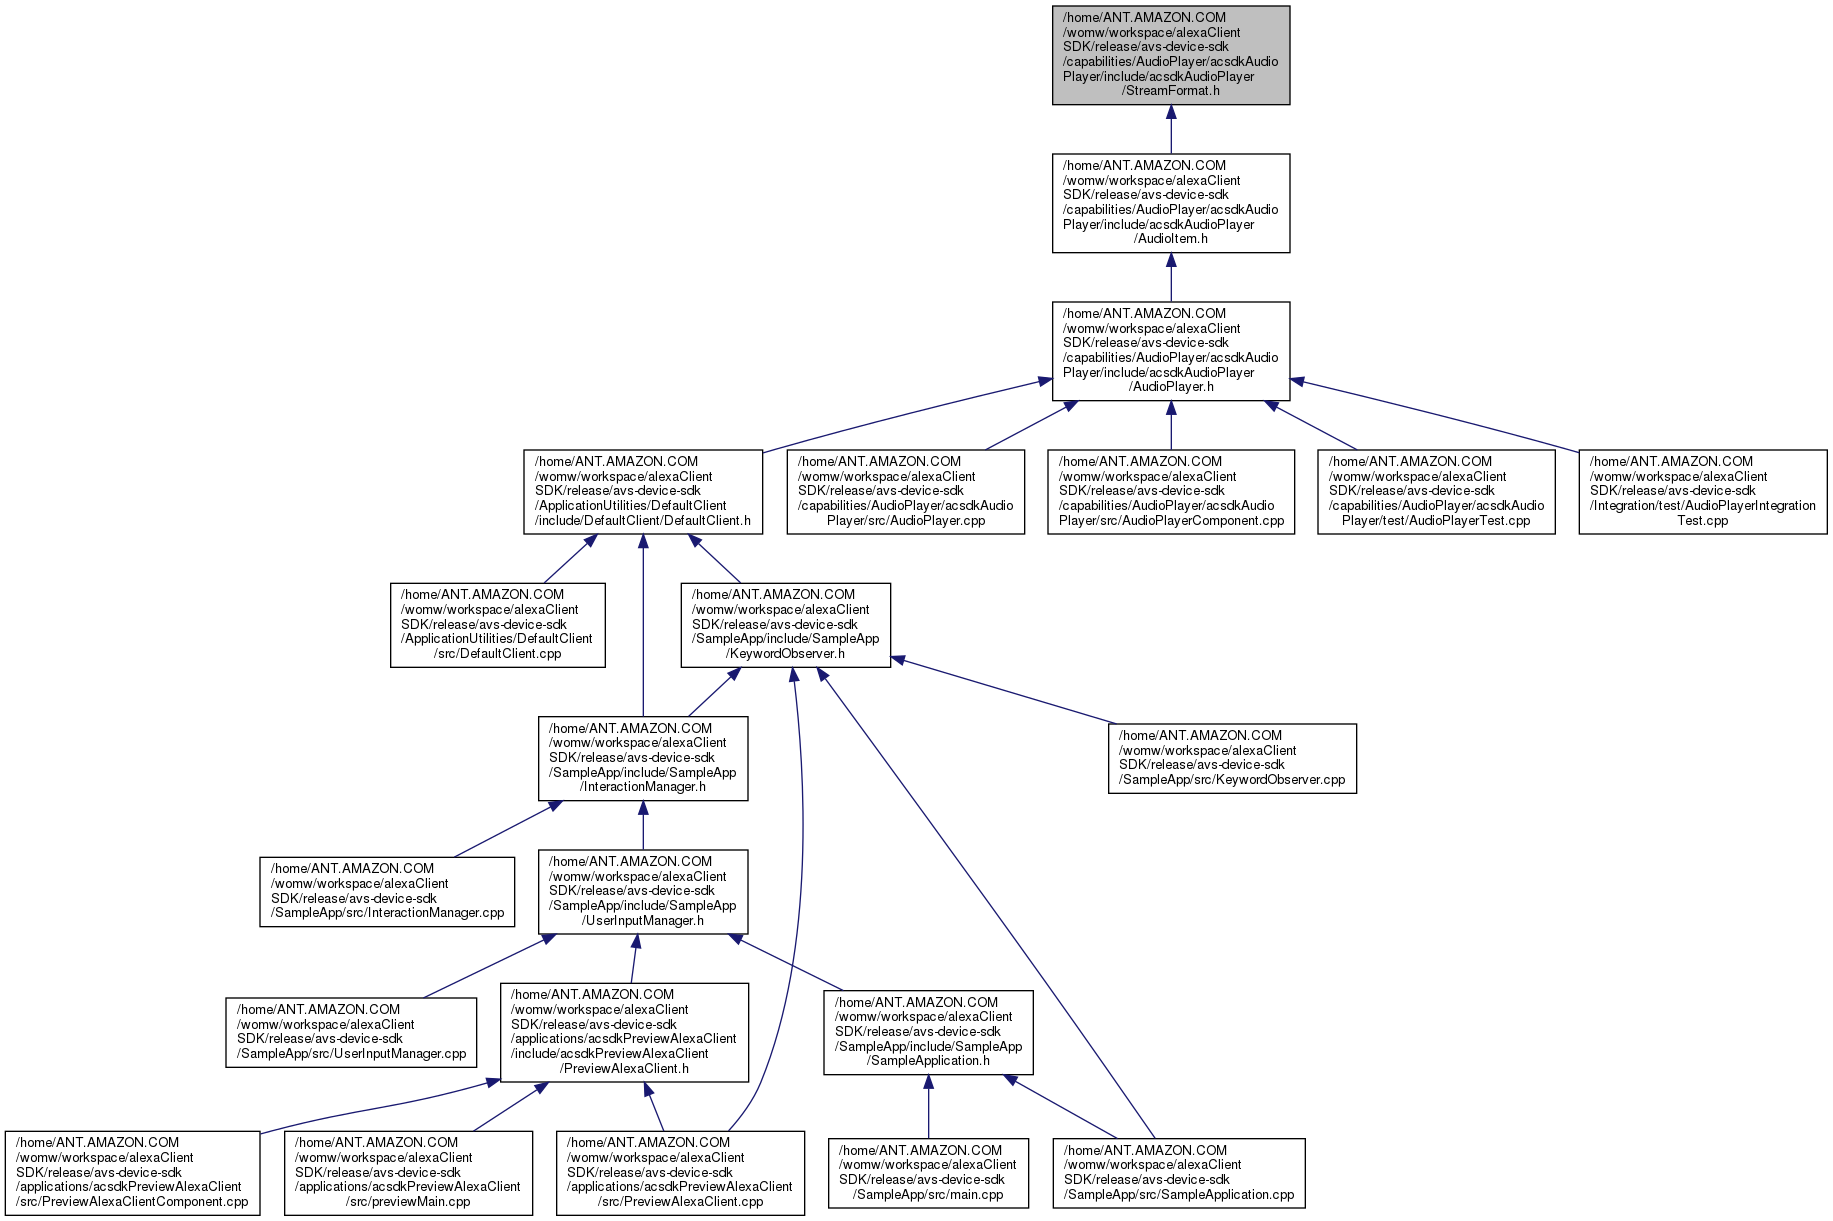 /home/ANT.AMAZON.COM
/womw/workspace/alexaClient
SDK/release/avs-device-sdk
/capabilities/AudioPlayer/acsdkAudio
Player/include/acsdkAudioPlayer
/StreamFormat.h
/home/ANT.AMAZON.COM
/womw/workspace/alexaClient
SDK/release/avs-device-sdk
/capabilities/AudioPlayer/acsdkAudio
Player/include/acsdkAudioPlayer
/AudioItem.h
/home/ANT.AMAZON.COM
/womw/workspace/alexaClient
SDK/release/avs-device-sdk
/capabilities/AudioPlayer/acsdkAudio
Player/include/acsdkAudioPlayer
/AudioPlayer.h
/home/ANT.AMAZON.COM
/womw/workspace/alexaClient
SDK/release/avs-device-sdk
/ApplicationUtilities/DefaultClient
/include/DefaultClient/DefaultClient.h
/home/ANT.AMAZON.COM
/womw/workspace/alexaClient
SDK/release/avs-device-sdk
/capabilities/AudioPlayer/acsdkAudio
Player/src/AudioPlayer.cpp
/home/ANT.AMAZON.COM
/womw/workspace/alexaClient
SDK/release/avs-device-sdk
/capabilities/AudioPlayer/acsdkAudio
Player/src/AudioPlayerComponent.cpp
/home/ANT.AMAZON.COM
/womw/workspace/alexaClient
SDK/release/avs-device-sdk
/capabilities/AudioPlayer/acsdkAudio
Player/test/AudioPlayerTest.cpp
/home/ANT.AMAZON.COM
/womw/workspace/alexaClient
SDK/release/avs-device-sdk
/Integration/test/AudioPlayerIntegration
Test.cpp
/home/ANT.AMAZON.COM
/womw/workspace/alexaClient
SDK/release/avs-device-sdk
/ApplicationUtilities/DefaultClient
/src/DefaultClient.cpp
/home/ANT.AMAZON.COM
/womw/workspace/alexaClient
SDK/release/avs-device-sdk
/SampleApp/include/SampleApp
/KeywordObserver.h
/home/ANT.AMAZON.COM
/womw/workspace/alexaClient
SDK/release/avs-device-sdk
/SampleApp/include/SampleApp
/InteractionManager.h
/home/ANT.AMAZON.COM
/womw/workspace/alexaClient
SDK/release/avs-device-sdk
/SampleApp/src/KeywordObserver.cpp
/home/ANT.AMAZON.COM
/womw/workspace/alexaClient
SDK/release/avs-device-sdk
/SampleApp/src/InteractionManager.cpp
/home/ANT.AMAZON.COM
/womw/workspace/alexaClient
SDK/release/avs-device-sdk
/SampleApp/include/SampleApp
/UserInputManager.h
/home/ANT.AMAZON.COM
/womw/workspace/alexaClient
SDK/release/avs-device-sdk
/SampleApp/src/UserInputManager.cpp
/home/ANT.AMAZON.COM
/womw/workspace/alexaClient
SDK/release/avs-device-sdk
/applications/acsdkPreviewAlexaClient
/include/acsdkPreviewAlexaClient
/PreviewAlexaClient.h
/home/ANT.AMAZON.COM
/womw/workspace/alexaClient
SDK/release/avs-device-sdk
/SampleApp/include/SampleApp
/SampleApplication.h
/home/ANT.AMAZON.COM
/womw/workspace/alexaClient
SDK/release/avs-device-sdk
/applications/acsdkPreviewAlexaClient
/src/PreviewAlexaClientComponent.cpp
/home/ANT.AMAZON.COM
/womw/workspace/alexaClient
SDK/release/avs-device-sdk
/applications/acsdkPreviewAlexaClient
/src/previewMain.cpp
/home/ANT.AMAZON.COM
/womw/workspace/alexaClient
SDK/release/avs-device-sdk
/applications/acsdkPreviewAlexaClient
/src/PreviewAlexaClient.cpp
/home/ANT.AMAZON.COM
/womw/workspace/alexaClient
SDK/release/avs-device-sdk
/SampleApp/src/main.cpp
/home/ANT.AMAZON.COM
/womw/workspace/alexaClient
SDK/release/avs-device-sdk
/SampleApp/src/SampleApplication.cpp